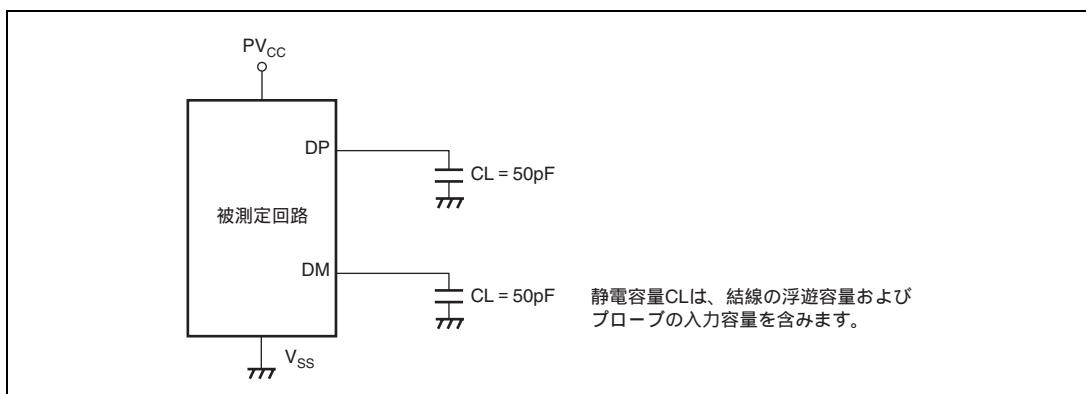 PVCC
DP
CL = 50pF
被測定回路
DM
CL = 50pF
静電容量CLは、結線の浮遊容量および
プローブの入力容量を含みます。
VSS